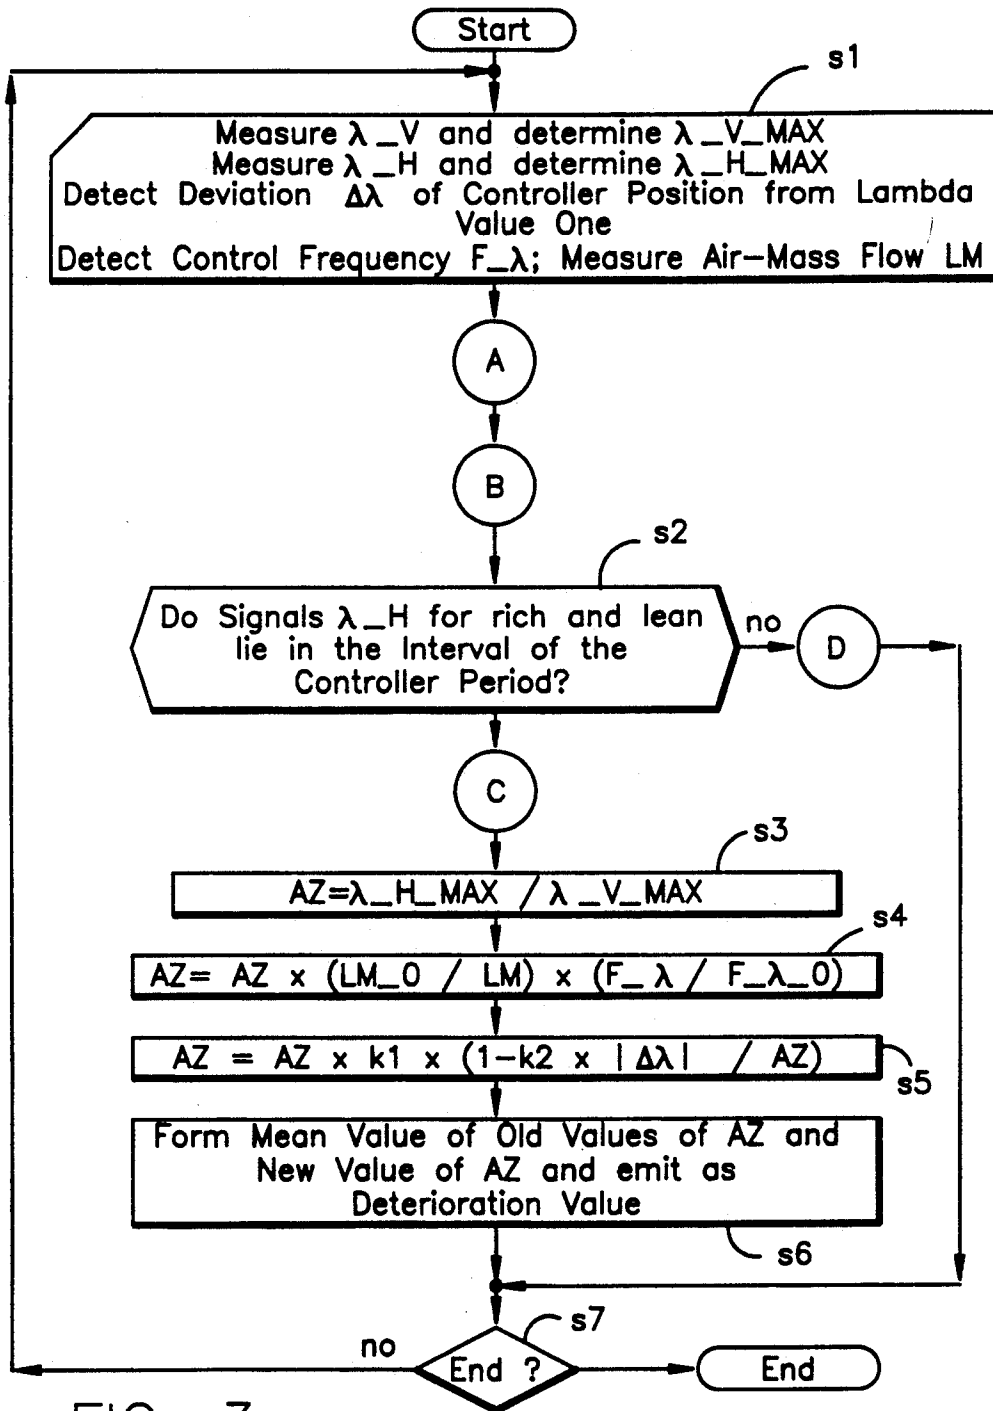 Start
s1
Measure λ_V and determine λ_V_MAX
Measure λ_H and determine λ_H_MAX
Detect Deviation Δλ of Controller Position from Lambda
Value One
Detect Control Frequency F_λ; Measure Air-Mass Flow LM
A
B
s2
Do Signals λ_H for rich and lean
lie in the Interval of the
Controller Period?
no
D
C
s3
AZ=λ_H_MAX / λ_V_MAX
s4
AZ= AZ x (LM_0 / LM) x (F_λ / F_λ_0)
AZ = AZ x k1 x (1-k2 x |Δλ| / AZ)
s5
Form Mean Value of Old Values of AZ and
New Value of AZ and emit as
Deterioration Value
s6
s7
no
End ?
End